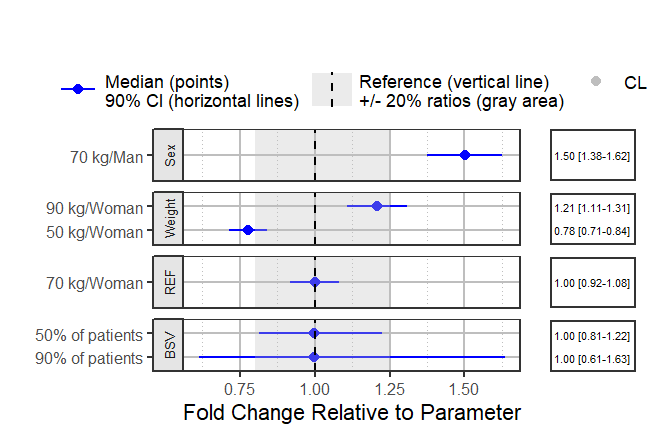 Median (points)
90% CI (horizontal lines)
Reference (vertical line)
+/- 20% ratios (gray area)
CL
70 kg/Man
Sex
1.50 [1.38-1.62]
90 kg/Woman
50 kg/Woman
Weight
1.21 [1.11-1.31]
0.78 [0.71-0.84]
70 kg/Woman
REF
1.00 [0.92-1.08]
50% of patients
90% of patients
BSV
1.00 [0.81-1.22]
1.00 [0.61-1.63]
0.75 1.00 1.25 1.50
Fold Change Relative to Parameter